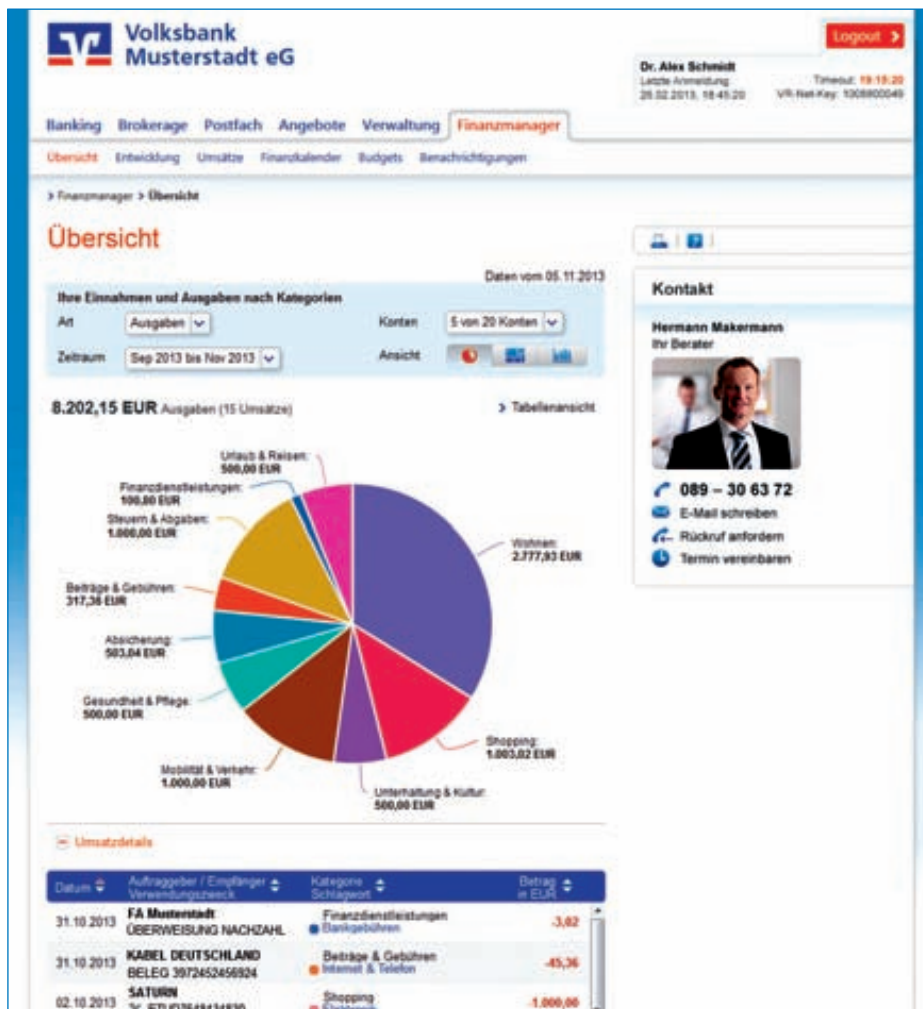 Volksbank
Musterstadt eG
Logout
Dr. Alex Schmidt
Letzte Anmeldung
26.02.2013, 18:45:20
Timeout: 19:15:20
VR-Net-Key: 1008800049
Banking Brokerage Postfach Angebote Verwaltung Finanzmanager
Übersicht Entwicklung Umsätze Finanzkalender Budgets Benachrichtigungen
> Finanzmanager > Übersicht
Übersicht
Daten vom 05.11.2013
Ihre Einnahmen und Ausgaben nach Kategorien
Art Ausgaben Konten 5 von 20 Konten
Zeitraum Sep 2013 bis Nov 2013 Ansicht
8.202,15 EUR Ausgaben (15 Umsätze)
> Tabellenansicht
Urlaub & Reisen:
500,00 EUR
Finanzdienstleistungen:
100,80 EUR
Steuern & Abgaben:
1.000,00 EUR
Beiträge & Gebühren:
317,36 EUR
Absicherung:
503,04 EUR
Gesundheit & Pflege:
500,00 EUR
Mobilität & Verkehr:
1.000,00 EUR
Unterhaltung & Kultur:
500,00 EUR
Shopping:
1.003,02 EUR
Wohnen:
2.777,93 EUR
Umsatzdetails
Datum Auftraggeber / Empfänger Kategorie Betrag
Verwendungszweck Schlagwort in EUR
31.10.2013 FA Musterstadt Finanzdienstleistungen -3,02
ÜBERWEISUNG NACHZAHL Bankgebühren
31.10.2013 KABEL DEUTSCHLAND Beiträge & Gebühren -45,36
BELEG 3972452456924 Internet & Telefon
02.10.2013 SATURN Shopping -1.000,00
Kontakt
Hermann Makermann
Ihr Berater
089 – 30 63 72
E-Mail schreiben
Rückruf anfordern
Termin vereinbaren